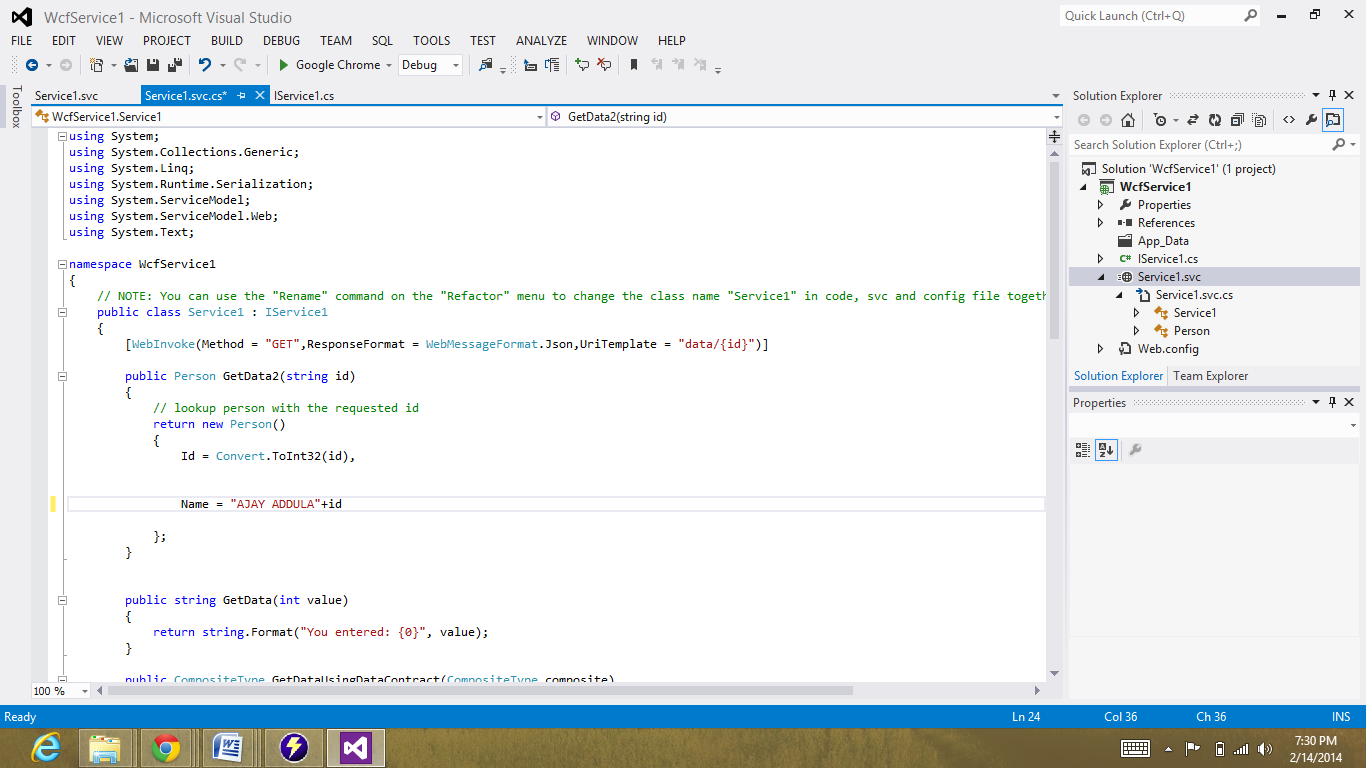 WcfService1 - Microsoft Visual Studio
Quick Launch (Ctrl+Q)
FILE EDIT VIEW PROJECT BUILD DEBUG TEAM SQL TOOLS TEST ANALYZE WINDOW HELP
Google Chrome Debug
Toolbox
Service1.svc Service1.svc.cs* IService1.cs
WcfService1.Service1 GetData2(string id)
using System;
using System.Collections.Generic;
using System.Linq;
using System.Runtime.Serialization;
using System.ServiceModel;
using System.ServiceModel.Web;
using System.Text;
namespace WcfService1
{
// NOTE: You can use the "Rename" command on the "Refactor" menu to change the class name "Service1" in code, svc and config file togeth
public class Service1 : IService1
{
[WebInvoke(Method = "GET",ResponseFormat = WebMessageFormat.Json,UriTemplate = "data/{id}")]
public Person GetData2(string id)
{
// lookup person with the requested id
return new Person()
{
Id = Convert.ToInt32(id),
Name = "AJAY ADDULA"+id
};
}
public string GetData(int value)
{
return string.Format("You entered: {0}", value);
}
public CompositeType GetDataUsingDataContract(CompositeType composite)
100 %
Solution Explorer
Search Solution Explorer (Ctrl+;)
Solution 'WcfService1' (1 project)
WcfService1
Properties
References
App_Data
C# IService1.cs
Service1.svc
Service1.svc.cs
Service1
Person
Web.config
Solution Explorer Team Explorer
Properties
Ready Ln 24 Col 36 Ch 36 INS
7:30 PM
2/14/2014